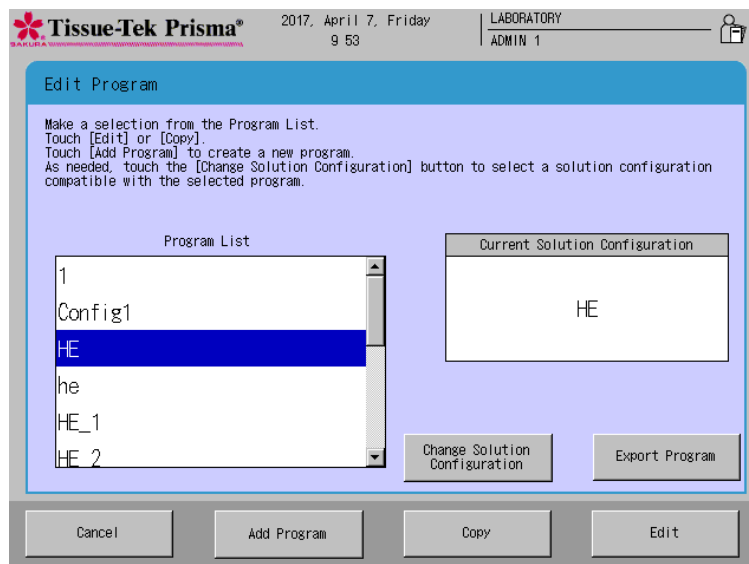 Tissue-Tek Prisma®
SAKURA
2017, April 7, Friday
9 53
LABORATORY
ADMIN 1
Edit Program
Make a selection from the Program List.
Touch [Edit] or [Copy].
Touch [Add Program] to create a new program.
As needed, touch the [Change Solution Configuration] button to select a solution configuration
compatible with the selected program.
Program List
1
Config1
HE
he
HE_1
HE_2
Current Solution Configuration
HE
Change Solution
Configuration
Export Program
Cancel
Add Program
Copy
Edit